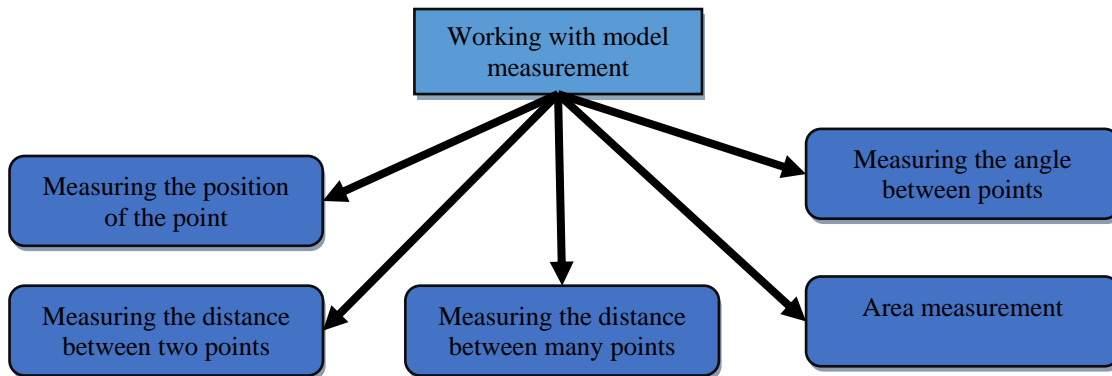 Working with model
measurement
Measuring the position
of the point
Measuring the angle
between points
Measuring the distance
between two points
Measuring the distance
between many points
Area measurement